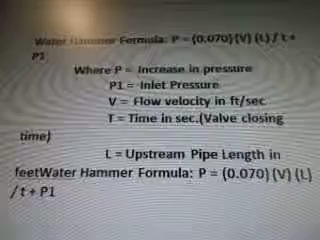 Water Hammer Formula: P = (0.070) (V) (L) / t +
P1
Where P = Increase in pressure
P1 = Inlet Pressure
V = Flow velocity in ft/sec
T = Time in sec.(Valve closing
time)
L = Upstream Pipe Length in
feetWater Hammer Formula: P = (0.070) (V) (L)
/ t + P1